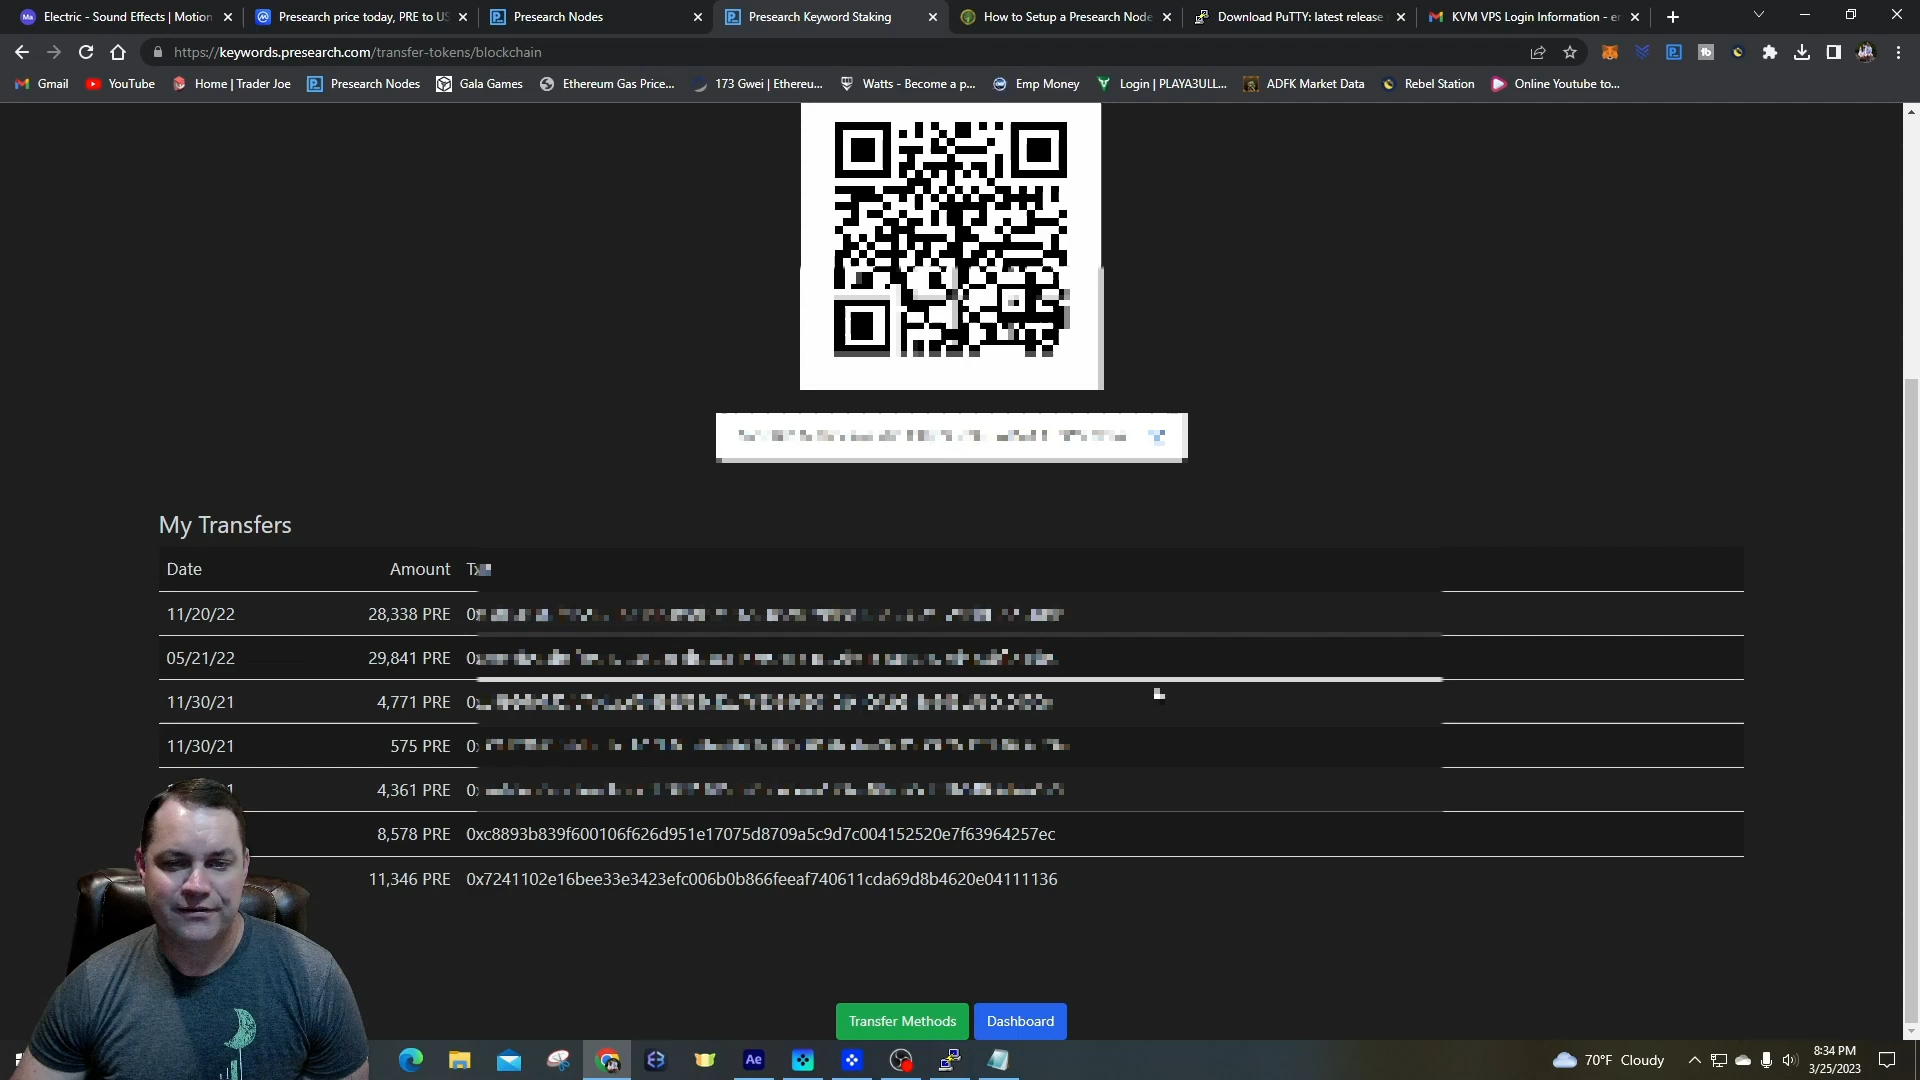 Electric - Sound Effects | Motion
Presearch price today, PRE to US
Presearch Nodes
Presearch Keyword Staking
How to Setup a Presearch Node
Download PuTTY: latest release
KVM VPS Login Information - er
https://keywords.presearch.com/transfer-tokens/blockchain
Gmail
YouTube
Home | Trader Joe
Presearch Nodes
Gala Games
Ethereum Gas Price...
173 Gwei | Ethereu...
Watts - Become a p...
Emp Money
Login | PLAYA3ULL...
ADFK Market Data
Rebel Station
Online Youtube to...
My Transfers
Date Amount
11/20/22 28,338 PRE
05/21/22 29,841 PRE
11/30/21 4,771 PRE
11/30/21 575 PRE
4,361 PRE
8,578 PRE 0xc8893b839f600106f626d951e17075d8709a5c9d7c004152520e7f63964257ec
11,346 PRE 0x7241102e16bee33e3423efc006b0b866feeaf740611cda69d8b4620e04111136
Transfer Methods Dashboard
Ae
70°F Cloudy
8:34 PM
3/25/2023